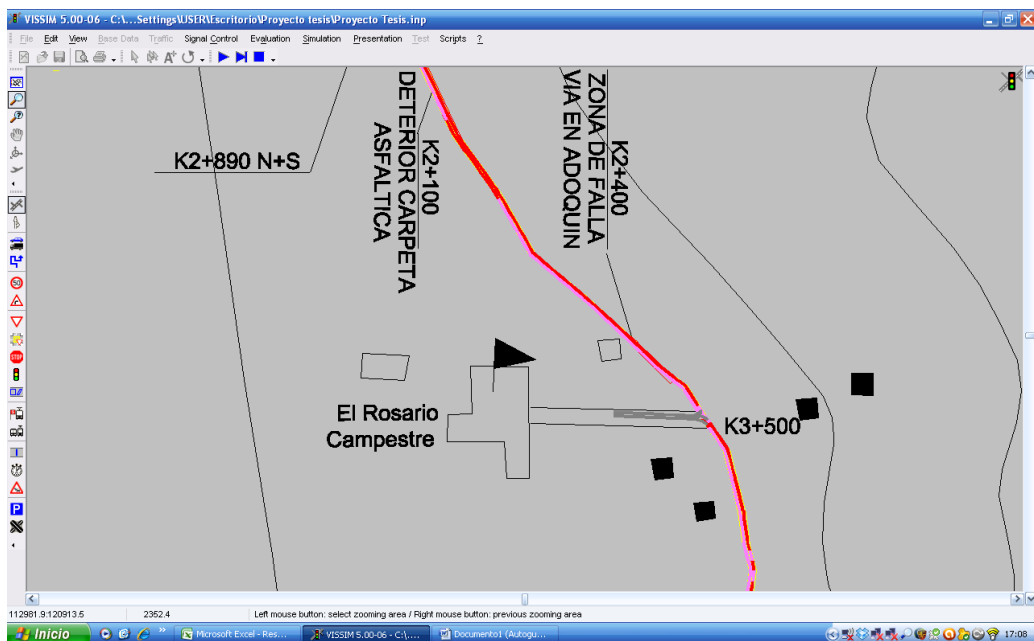 VISSIM 5.00-06 - C:\...Settings\USER\Escritorio\Proyecto tesis\Proyecto Tesis.inp
File Edit View Base Data Traffic Signal Control Evaluation Simulation Presentation Test Scripts ?
K2+890 N+S
K2+100
DETERIOR CARPETA
ASFALTICA
K2+400
ZONA DE FALLA
VIA EN ADOQUIN
El Rosario
Campestre
K3+500
50
STOP
P
112981.9:120913.5 2352.4 Left mouse button: select zooming area / Right mouse button: previous zooming area
Inicio Microsoft Excel - Res... VISSIM 5.00-06 - C:\... Documento1 (Autogu... 17:08